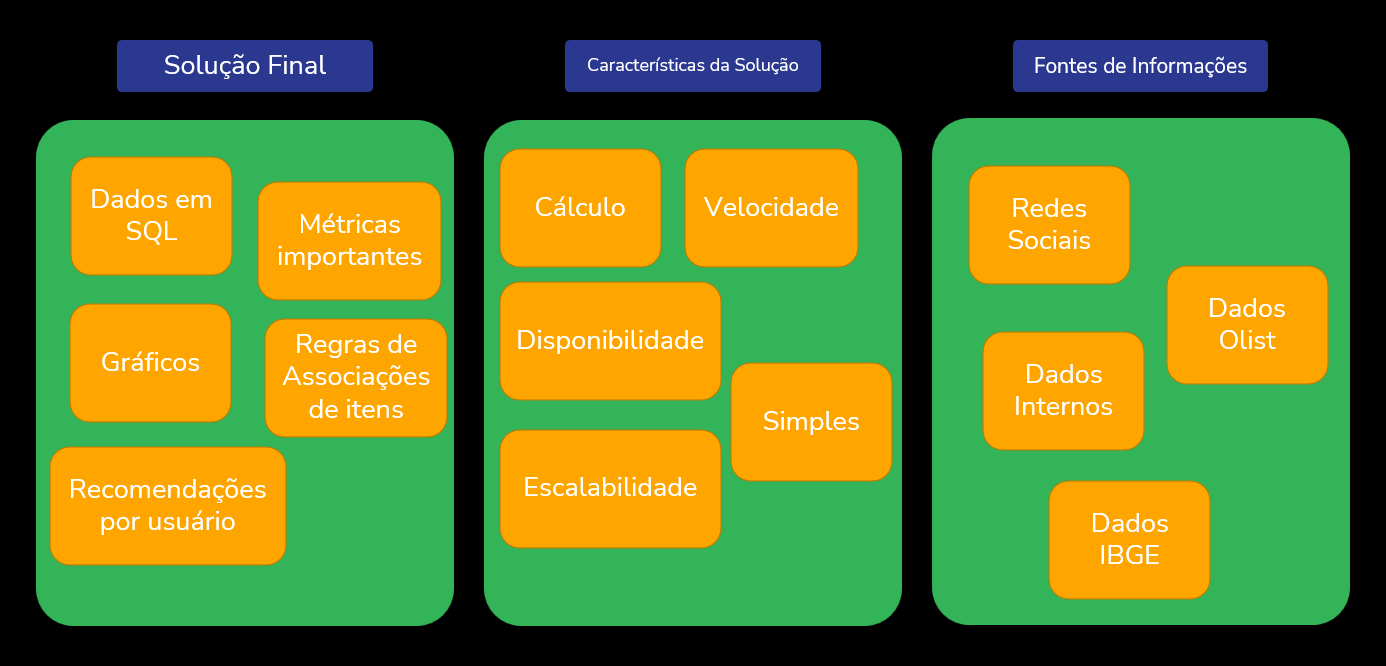 Solução Final
Dados em
SQL
Métricas
importantes
Gráficos
Regras de
Associações
de itens
Recomendações
por usuário
Características da Solução
Cálculo
Velocidade
Disponibilidade
Simples
Escalabilidade
Fontes de Informações
Redes
Sociais
Dados
Olist
Dados
Internos
Dados
IBGE